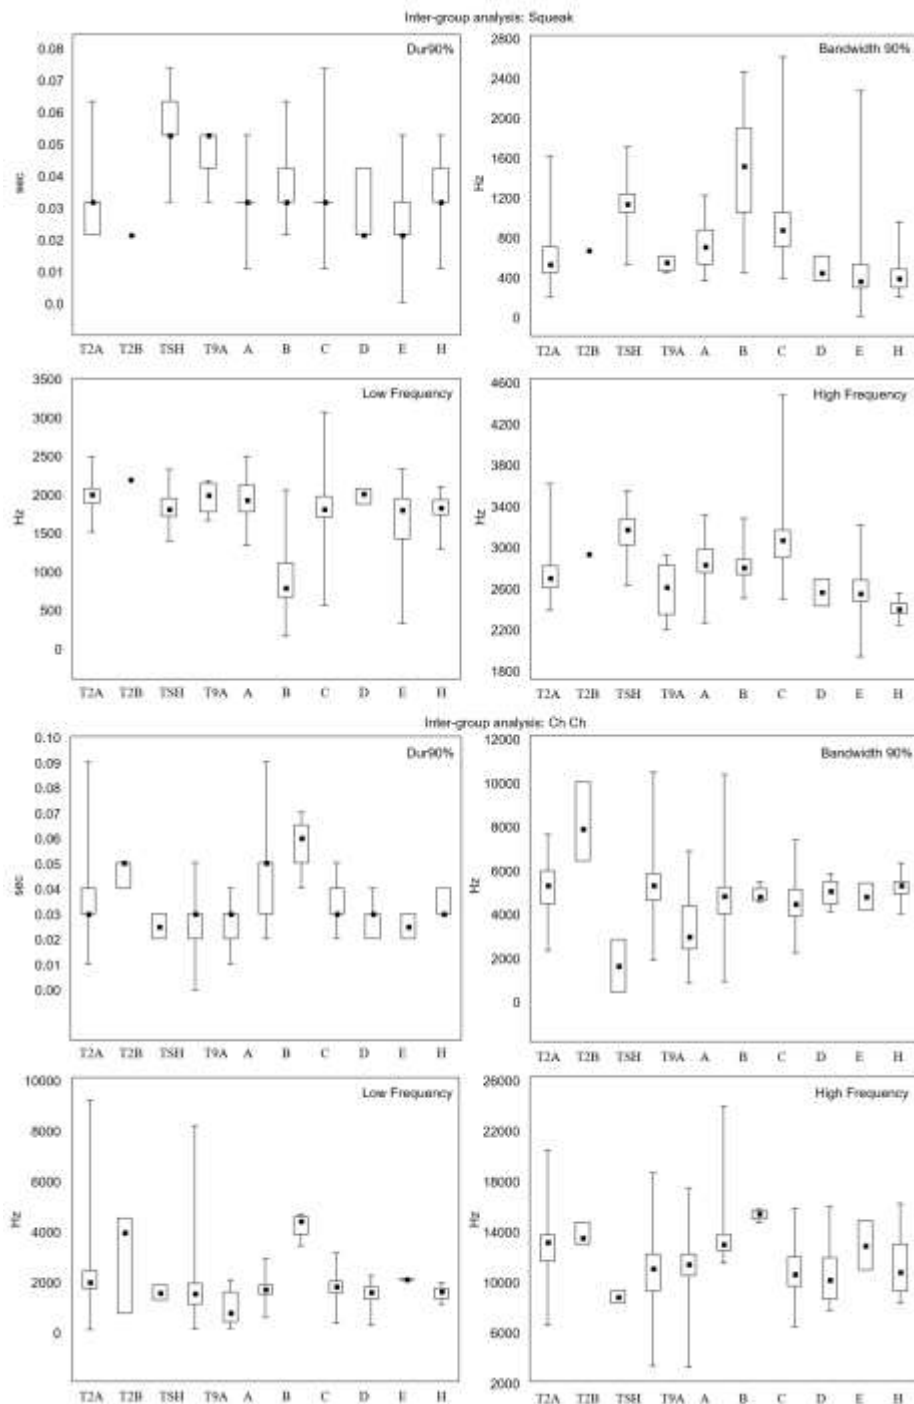 Inter-group analysis: Squeak
Dur90%
0.08
0.07
0.06
0.05
0.04
0.03
0.02
0.01
0.0
sec
T2A T2B TSH T9A A B C D E H
Bandwidth 90%
2800
2400
2000
1600
1200
800
400
0
Hz
T2A T2B TSH T9A A B C D E H
Low Frequency
3500
3000
2500
2000
1500
1000
500
0
Hz
T2A T2B TSH T9A A B C D E H
High Frequency
4600
4200
3800
3400
3000
2600
2200
1800
Hz
T2A T2B TSH T9A A B C D E H
Inter-group analysis: Ch Ch
Dur90%
0.10
0.09
0.08
0.07
0.06
0.05
0.04
0.03
0.02
0.01
0.00
sec
T2A T2B TSH T9A A B C D E H
Bandwidth 90%
12000
10000
8000
6000
4000
2000
0
Hz
T2A T2B TSH T9A A B C D E H
Low Frequency
10000
8000
6000
4000
2000
0
Hz
T2A T2B TSH T9A A B C D E H
High Frequency
26000
22000
18000
14000
10000
6000
2000
Hz
T2A T2B TSH T9A A B C D E H